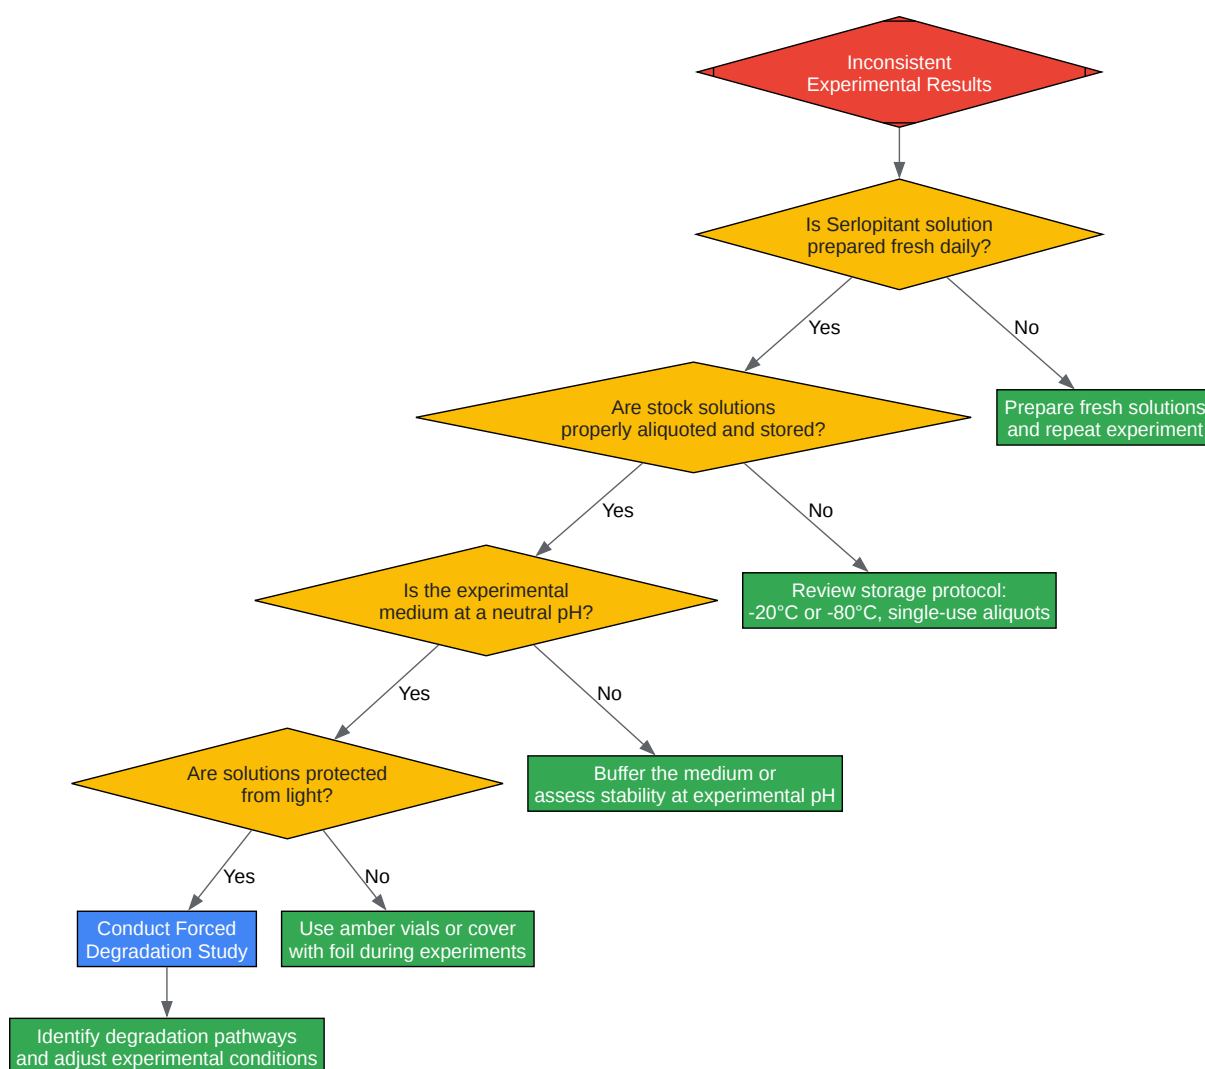 Inconsistent
Experimental Results
Is Serlopitant solution
prepared fresh daily?
Yes
No
Are stock solutions
properly aliquoted and stored?
Prepare fresh solutions
and repeat experiment
Yes
No
Is the experimental
medium at a neutral pH?
Review storage protocol:
-20°C or -80°C, single-use aliquots
Yes
No
Are solutions protected
from light?
Buffer the medium or
assess stability at experimental pH
Yes
No
Conduct Forced
Degradation Study
Use amber vials or cover
with foil during experiments
Identify degradation pathways
and adjust experimental conditions